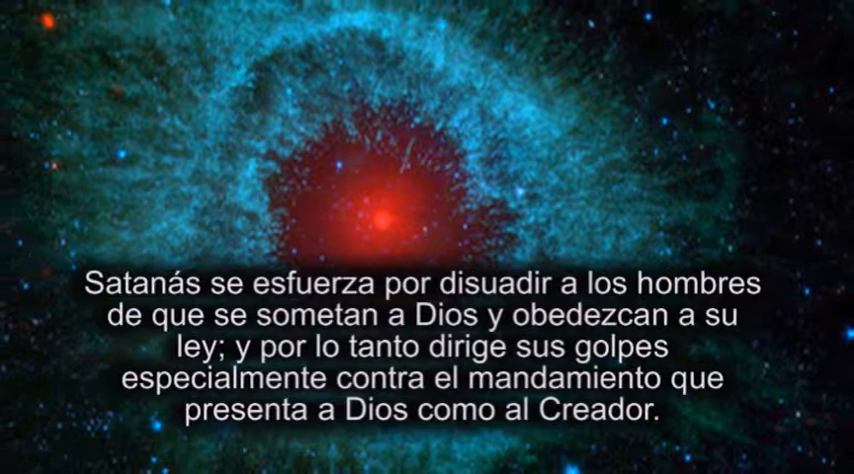 Satanás se esfuerza por disuadir a los hombres
de que se sometan a Dios y obedezcan a su
ley; y por lo tanto dirige sus golpes
especialmente contra el mandamiento que
presenta a Dios como al Creador.